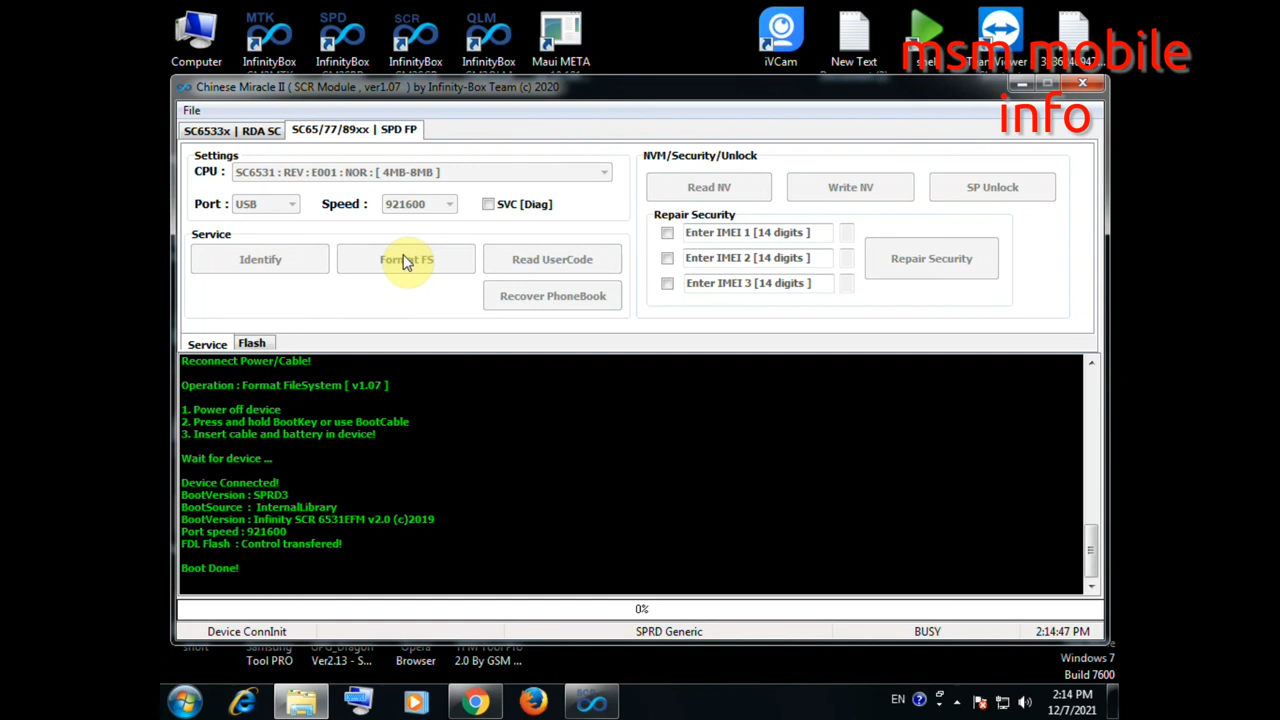 MTK
SPD
SCR
QLM
Computer
InfinityBox
InfinityBox
InfinityBox
InfinityBox
Maui META
iVCam
New Text
msm mobile
info
Chinese Miracle II ( SCR Module , ver1.07 ) by Infinity-Box Team (c) 2020
File
SC6533x | RDA SC
SC65/77/89xx | SPD FP
Settings
CPU :
SC6531 : REV : E001 : NOR : [ 4MB-8MB ]
Port :
USB
Speed :
921600
SVC [Diag]
Service
Identify
Format FS
Read UserCode
Recover PhoneBook
NVM/Security/Unlock
Read NV
Write NV
SP Unlock
Repair Security
Enter IMEI 1 [14 digits ]
Enter IMEI 2 [14 digits ]
Enter IMEI 3 [14 digits ]
Repair Security
Service
Flash
Reconnect Power/Cable!
Operation : Format FileSystem [ v1.07 ]
1. Power off device
2. Press and hold BootKey or use BootCable
3. Insert cable and battery in device!
Wait for device ...
Device Connected!
BootVersion : SPRD3
BootSource : InternalLibrary
BootVersion : Infinity SCR 6531EFM v2.0 (c)2019
Port speed : 921600
FDL Flash : Control transfered!
Boot Done!
0%
Device ConnInit
SPRD Generic
BUSY
2:14:47 PM
short
Samsung
Tool PRO
GPG_Dragon
Ver2.13 - S...
Opera
Browser
2.0 By GSM ...
Windows 7
Build 7600
SCR
EN
2:14 PM
12/7/2021